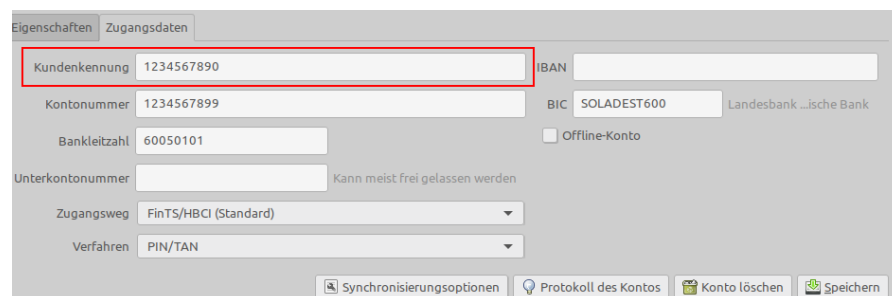 Eigenschaften Zugangsdaten
Kundenkennung 1234567890 IBAN
Kontonummer 1234567899 BIC SOLADEST600 Landesbank ...ische Bank
Bankleitzahl 60050101 Offline-Konto
Unterkontonummer Kann meist frei gelassen werden
Zugangsweg FinTS/HBCI (Standard)
Verfahren PIN/TAN
Synchronisierungsoptionen Protokoll des Kontos Konto löschen Speichern